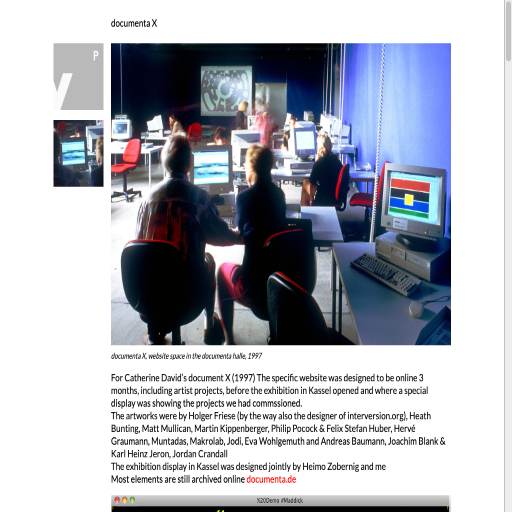 documenta X
P
y
documenta X, website space in the documenta halle, 1997
For Catherine David's document X (1997) The specific website was designed to be online 3
months, including artist projects, before the exhibition in Kassel opened and where a special
display was showing the projects we had commssioned.
The artworks were by Holger Friese (by the way also the designer of interversion.org), Heath
Bunting, Matt Mullican, Martin Kippenberger, Philip Pocock & Felix Stefan Huber, Hervé
Graumann, Muntadas, Makrolab, Jodi, Eva Wohlgemuth and Andreas Baumann, Joachim Blank &
Karl Heinz Jeron, Jordan Crandall
The exhibition display in Kassel was designed jointly by Heimo Zobernig and me
Most elements are still archived online documenta.de
%20Demo #Maddick